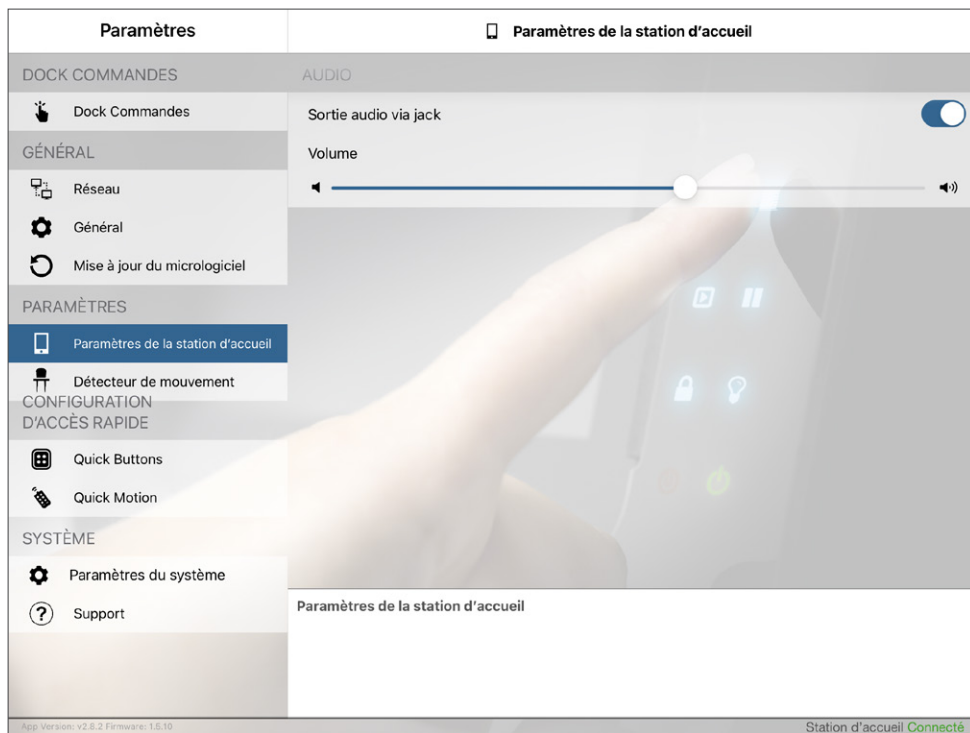 Paramètres
DOCK COMMANDES
Dock Commandes
GÉNÉRAL
Réseau
Général
Mise à jour du micrologiciel
PARAMÈTRES
Paramètres de la station d'accueil
Détecteur de mouvement
CONFIGURATION
D'ACCÈS RAPIDE
Quick Buttons
Quick Motion
SYSTÈME
Paramètres du système
? Support
Paramètres de la station d'accueil
AUDIO
Sortie audio via jack
Volume
Paramètres de la station d'accueil
App Version: v2.6.2 Firmware: 1.5.10
Station d'accueil Connecté